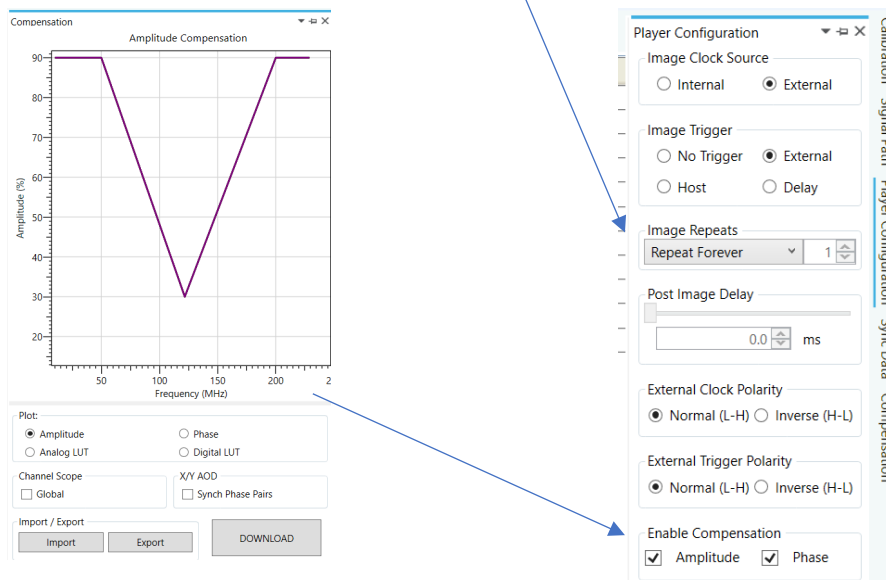 Compensation
Amplitude Compensation
90
80
70
60
50
40
30
20
Amplitude (%)
50 100 150 200 2
Frequency (MHz)
Plot:
Amplitude Phase
Analog LUT Digital LUT
Channel Scope X/Y AOD
Global Synch Phase Pairs
Import / Export
Import Export DOWNLOAD
Player Configuration
Image Clock Source
Internal External
Image Trigger
No Trigger External
Host Delay
Image Repeats
Repeat Forever 1
Post Image Delay
0.0 ms
External Clock Polarity
Normal (L-H) Inverse (H-L)
External Trigger Polarity
Normal (L-H) Inverse (H-L)
Enable Compensation
Amplitude Phase
Calibration
Signal Path
Player Configuration
Sync Data
Compensation